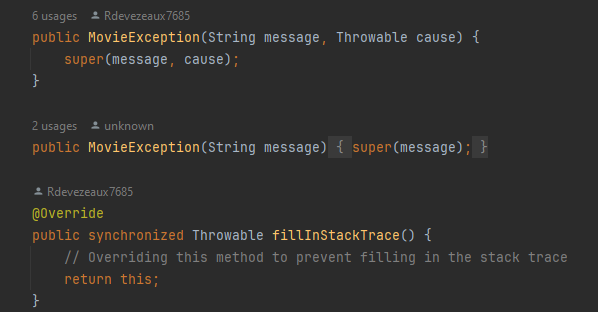 6 usages Rdevezeaux7685
public MovieException(String message, Throwable cause) {
super(message, cause);
}
2 usages unknown
public MovieException(String message) { super(message); }
Rdevezeaux7685
@Override
public synchronized Throwable fillInStackTrace() {
// Overriding this method to prevent filling in the stack trace
return this;
}